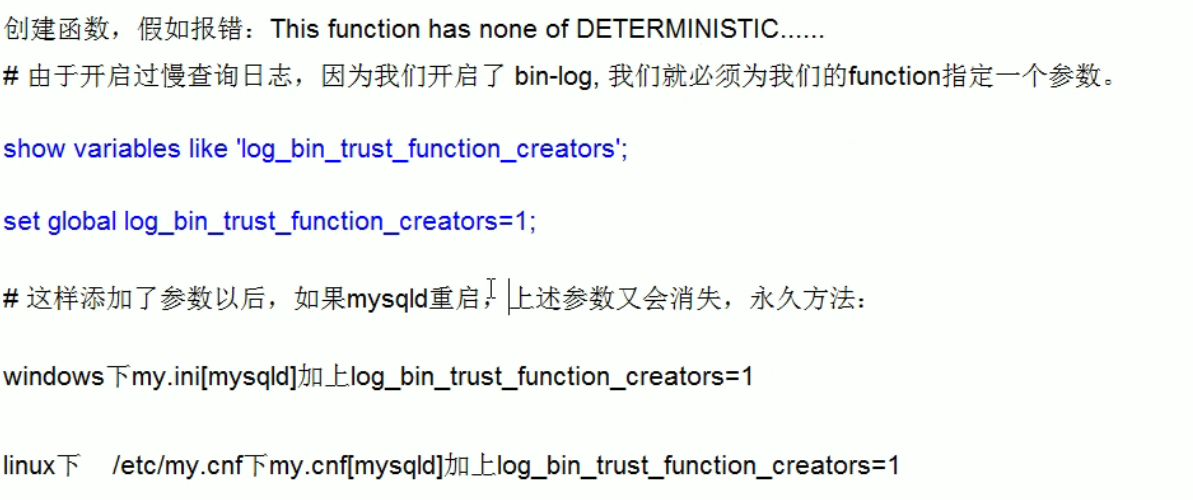 创建函数，假如报错：This function has none of DETERMINISTIC......
# 由于开启过慢查询日志，因为我们开启了 bin-log, 我们就必须为我们的function指定一个参数。
show variables like 'log_bin_trust_function_creators';
set global log_bin_trust_function_creators=1;
# 这样添加了参数以后，如果mysqld重启，上述参数又会消失，永久方法：
windows下my.ini[mysqld]加上log_bin_trust_function_creators=1
linux下 /etc/my.cnf下my.cnf[mysqld]加上log_bin_trust_function_creators=1